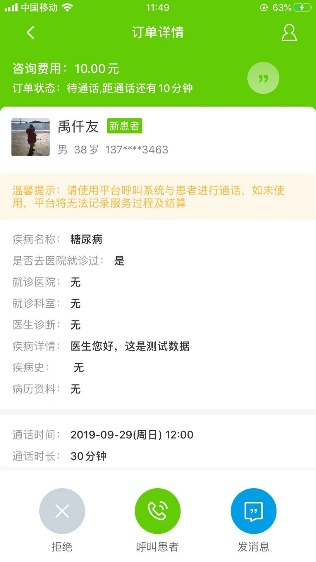 中国移动 11:49 63%
订单详情
咨询费用：10.00元
订单状态：待通话,距通话还有10分钟
禹仟友 新患者
男 38岁 137****3463
温馨提示：请使用平台呼叫系统与患者进行通话，如未使
用，平台将无法记录服务过程及结算
疾病名称：糖尿病
是否去医院就诊过：是
就诊医院：无
就诊科室：无
医生诊断：无
疾病详情：医生您好，这是测试数据
疾病史：无
病历资料：无
通话时间：2019-09-29(周日) 12:00
通话时长：30分钟
拒绝 呼叫患者 发消息